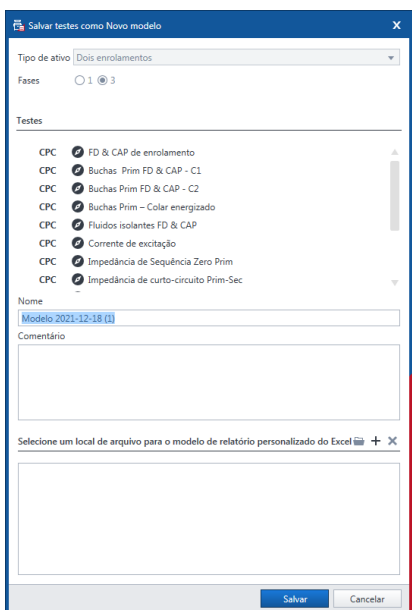 Salvar testes como Novo modelo X
Tipo de ativo Dois enrolamentos
Fases 1 3
Testes
CPC FD & CAP de enrolamento
CPC Buchas Prim FD & CAP - C1
CPC Buchas Prim FD & CAP - C2
CPC Buchas Prim – Colar energizado
CPC Fluidos isolantes FD & CAP
CPC Corrente de excitação
CPC Impedância de Sequência Zero Prim
CPC Impedância de curto-circuito Prim-Sec
Nome
Modelo 2021-12-18 (1)
Comentário
Selecione um local de arquivo para o modelo de relatório personalizado do Excel
Salvar Cancelar